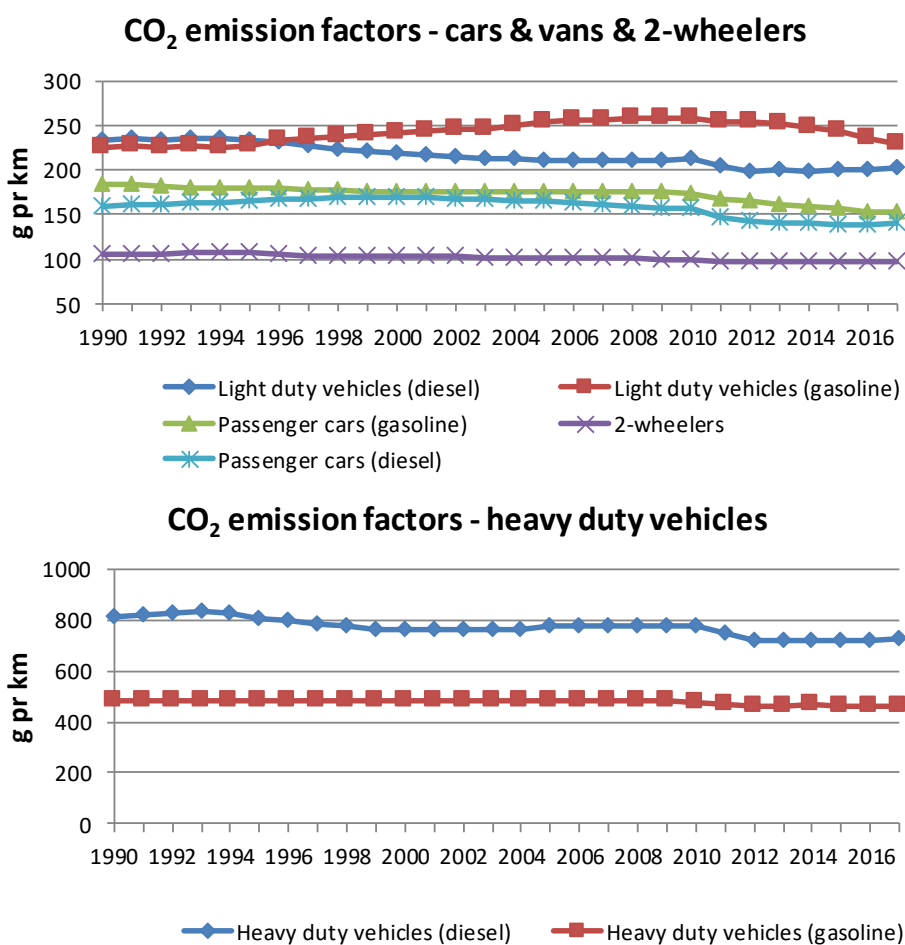 CO₂ emission factors - cars & vans & 2-wheelers
300
250
200
150
100
50
g pr km
1990 1992 1994 1996 1998 2000 2002 2004 2006 2008 2010 2012 2014 2016
Light duty vehicles (diesel) Light duty vehicles (gasoline)
Passenger cars (gasoline) 2-wheelers
Passenger cars (diesel)
CO₂ emission factors - heavy duty vehicles
1000
800
600
400
200
0
g pr km
1990 1992 1994 1996 1998 2000 2002 2004 2006 2008 2010 2012 2014 2016
Heavy duty vehicles (diesel) Heavy duty vehicles (gasoline)